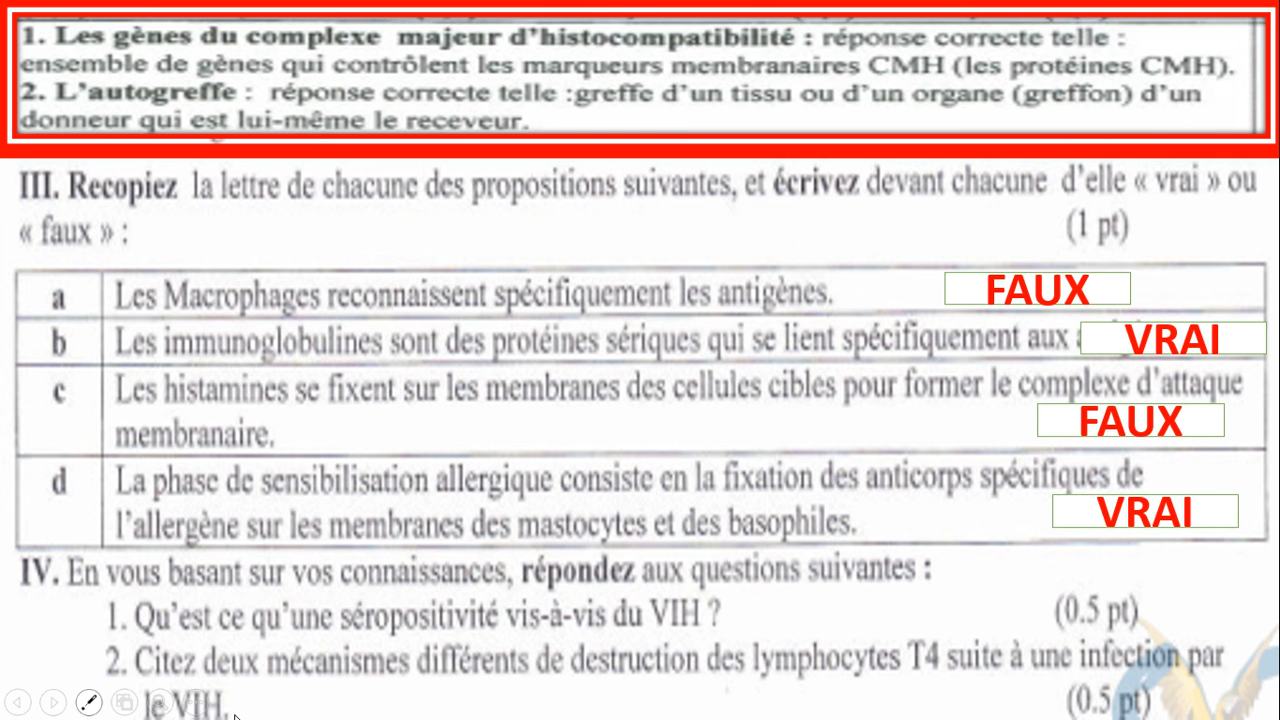 1. Les gènes du complexe majeur d'histocompatibilité : réponse correcte telle :
ensemble de gènes qui contrôlent les marqueurs membranaires CMH (les protéines CMH).
2. L'autogreffe : réponse correcte telle :greffe d'un tissu ou d'un organe (greffon) d'un
donneur qui est lui-même le receveur.
III. Recopiez la lettre de chacune des propositions suivantes, et écrivez devant chacune d'elle « vrai » ou
« faux » : (1 pt)
a Les Macrophages reconnaissent spécifiquement les antigènes. FAUX
b Les immunoglobulines sont des protéines sériques qui se lient spécifiquement aux VRAI
c Les histamines se fixent sur les membranes des cellules cibles pour former le complexe d'attaque
membranaire. FAUX
d La phase de sensibilisation allergique consiste en la fixation des anticorps spécifiques de
l'allergène sur les membranes des mastocytes et des basophiles. VRAI
IV. En vous basant sur vos connaissances, répondez aux questions suivantes :
1. Qu'est ce qu'une séropositivité vis-à-vis du VIH ? (0.5 pt)
2. Citez deux mécanismes différents de destruction des lymphocytes T4 suite à une infection par
le VIH. (0.5 pt)